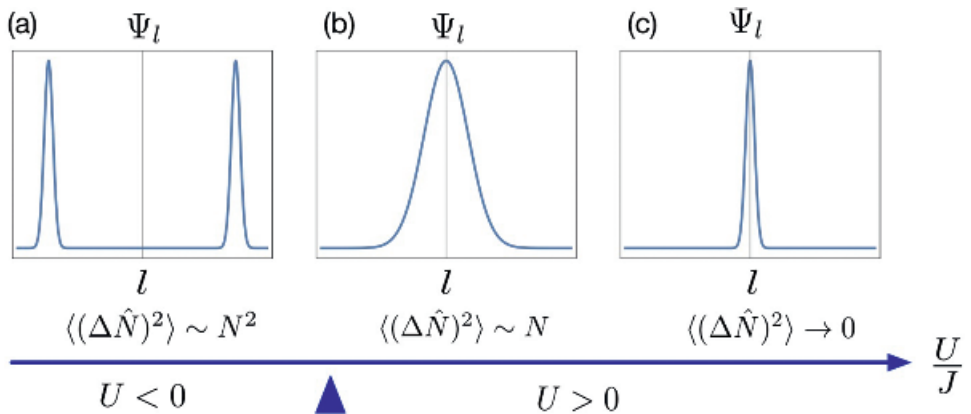 (a) Ψ_l (b) Ψ_l (c) Ψ_l
l l l
⟨(ΔN̂)²⟩ ∼ N² ⟨(ΔN̂)²⟩ ∼ N ⟨(ΔN̂)²⟩ → 0
U/J
U < 0 U > 0